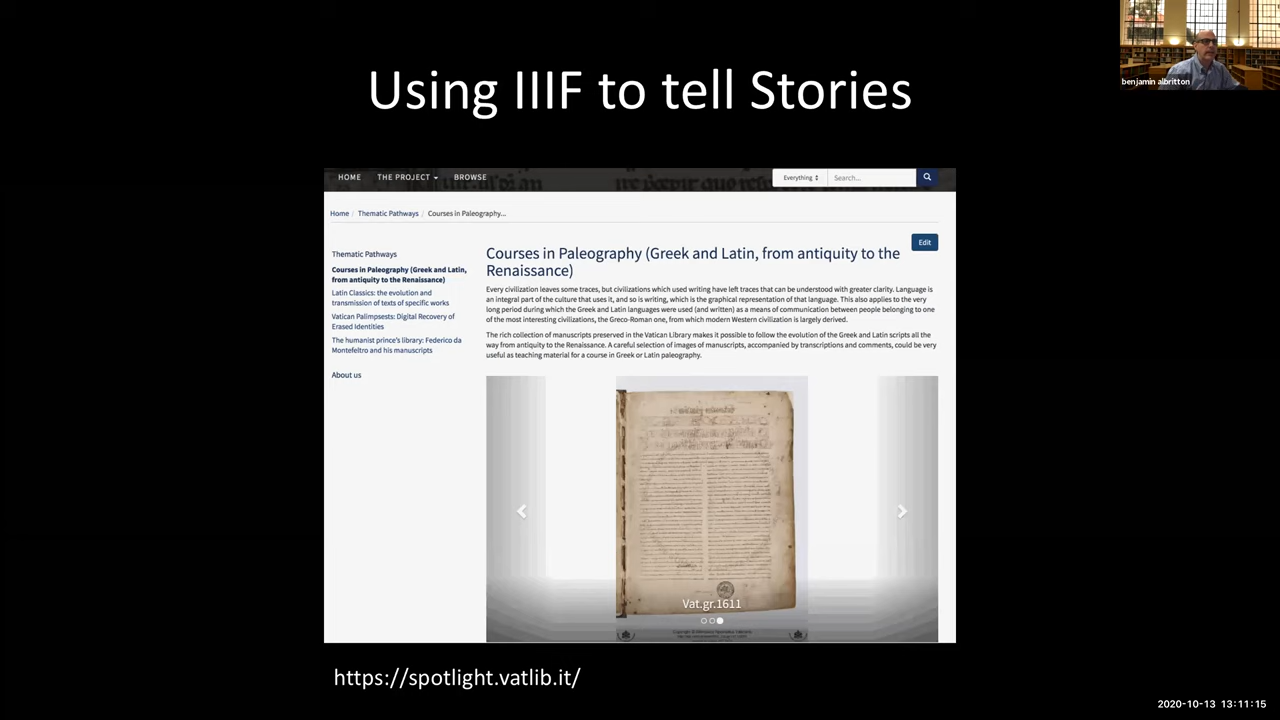 benjamin albritton
Using IIIF to tell Stories
HOME THE PROJECT BROWSE
Everything Search...
Home / Thematic Pathways / Courses in Paleography...
Edit
Thematic Pathways
Courses in Paleography (Greek and Latin,
from antiquity to the Renaissance)
Latin Classics: the evolution and
transmission of texts of specific works
Vatican Palimpsests: Digital Recovery of
Erased Identities
The humanist prince's library: Federico da
Montefeltro and his manuscripts
About us
Courses in Paleography (Greek and Latin, from antiquity to the
Renaissance)
Every civilization leaves some traces, but civilizations which used writing have left traces that can be understood with greater clarity. Language is
an integral part of the culture that uses it, and so is writing, which is the graphical representation of that language. This also applies to the very
long period during which the Greek and Latin languages were used (and written) as a means of communication between people belonging to one
of the most interesting civilizations, the Greco-Roman one, from which modern Western civilization is largely derived.
The rich collection of manuscripts preserved in the Vatican Library makes it possible to follow the evolution of the Greek and Latin scripts all the
way from antiquity to the Renaissance. A careful selection of images of manuscripts, accompanied by transcriptions and comments, could be very
useful as teaching material for a course in Greek or Latin paleography.
Vat.gr.1611
https://spotlight.vatlib.it/
2020-10-13 13:11:15